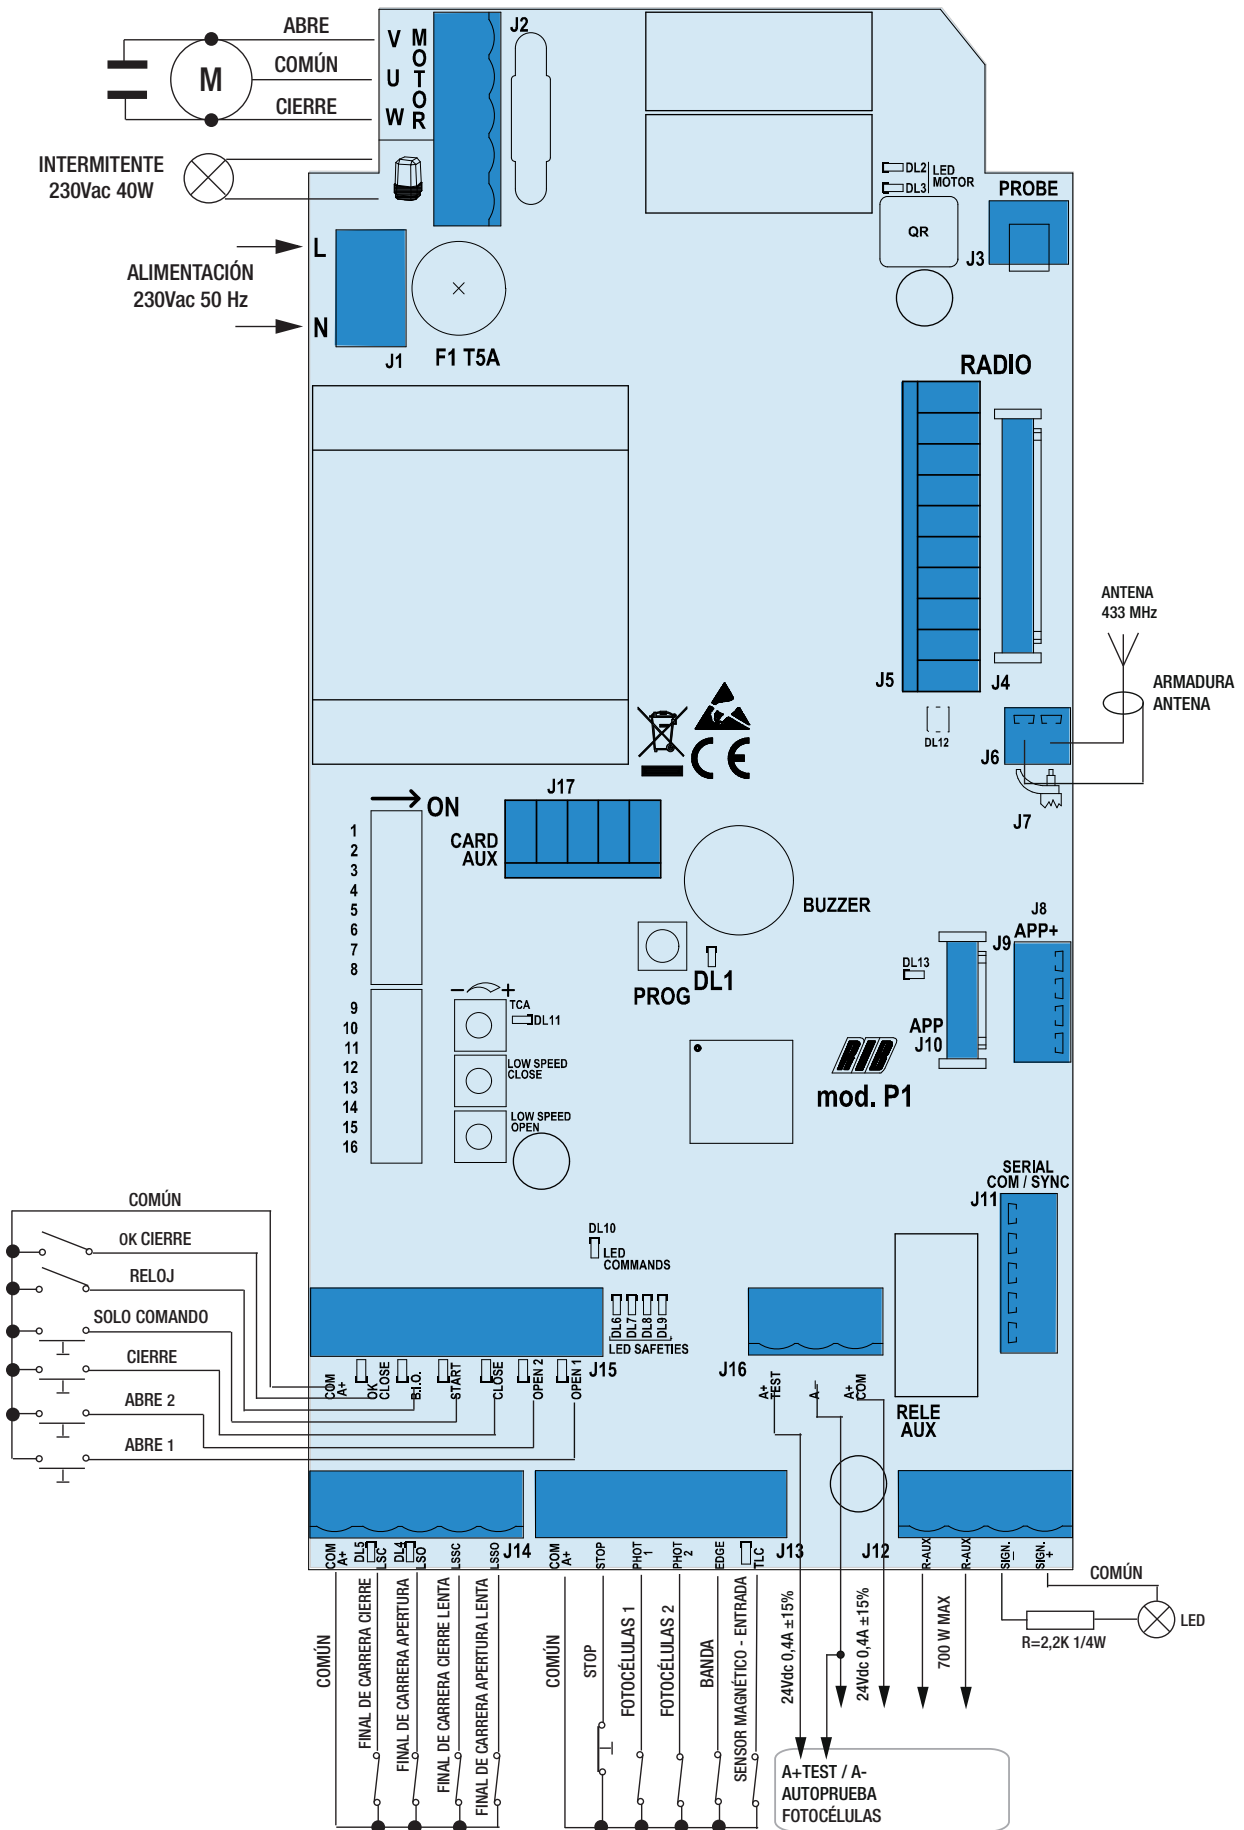 ABRE
COMÚN
CIERRE
M
V
U
W
MOTOR
J2
INTERMITENTE
230Vac 40W
DL2
DL3
LED
MOTOR
PROBE
QR
J3
L
ALIMENTACIÓN
230Vac 50 Hz
N
J1
F1 T5A
RADIO
ANTENA
433 MHz
J5
J4
ARMADURA
ANTENA
DL12
J6
J7
CE
J17
ON
CARD
AUX
1
2
3
4
5
6
7
8
9
10
11
12
13
14
15
16
BUZZER
J8
APP+
J9
DL13
PROG
DL1
- +
TCA
DL11
APP
J10
LOW SPEED
CLOSE
LOW SPEED
OPEN
RIB
mod. P1
SERIAL
COM / SYNC
J11
DL10
LED
COMMANDS
COMÚN
OK CIERRE
RELOJ
SOLO COMANDO
CIERRE
ABRE 2
ABRE 1
DL6
DL7
DL8
DL9
LED SAFETIES
J15
J16
COM
A+
OK
CLOSE
B.I.O.
START
CLOSE
OPEN 2
OPEN 1
A+
TEST
A-
A+
COM
RELE
AUX
COM
A+
DL5
LSC
DL4
LSO
LSSC
LSSO
J14
COM
A+
STOP
PHOT
1
PHOT
2
EDGE
TLC
J13
J12
R-AUX
R-AUX
SIGN.
-
SIGN.
+
COMÚN
LED
R=2,2K 1/4W
COMÚN
FINAL DE CARRERA CIERRE
FINAL DE CARRERA APERTURA
FINAL DE CARRERA CIERRE LENTA
FINAL DE CARRERA APERTURA LENTA
COMÚN
STOP
FOTOCÉLULAS 1
FOTOCÉLULAS 2
BANDA
SENSOR MAGNÉTICO - ENTRADA
24Vdc 0,4A ±15%
24Vdc 0,4A ±15%
700 W MAX
A+TEST / A-
AUTOPRUEBA
FOTOCÉLULAS